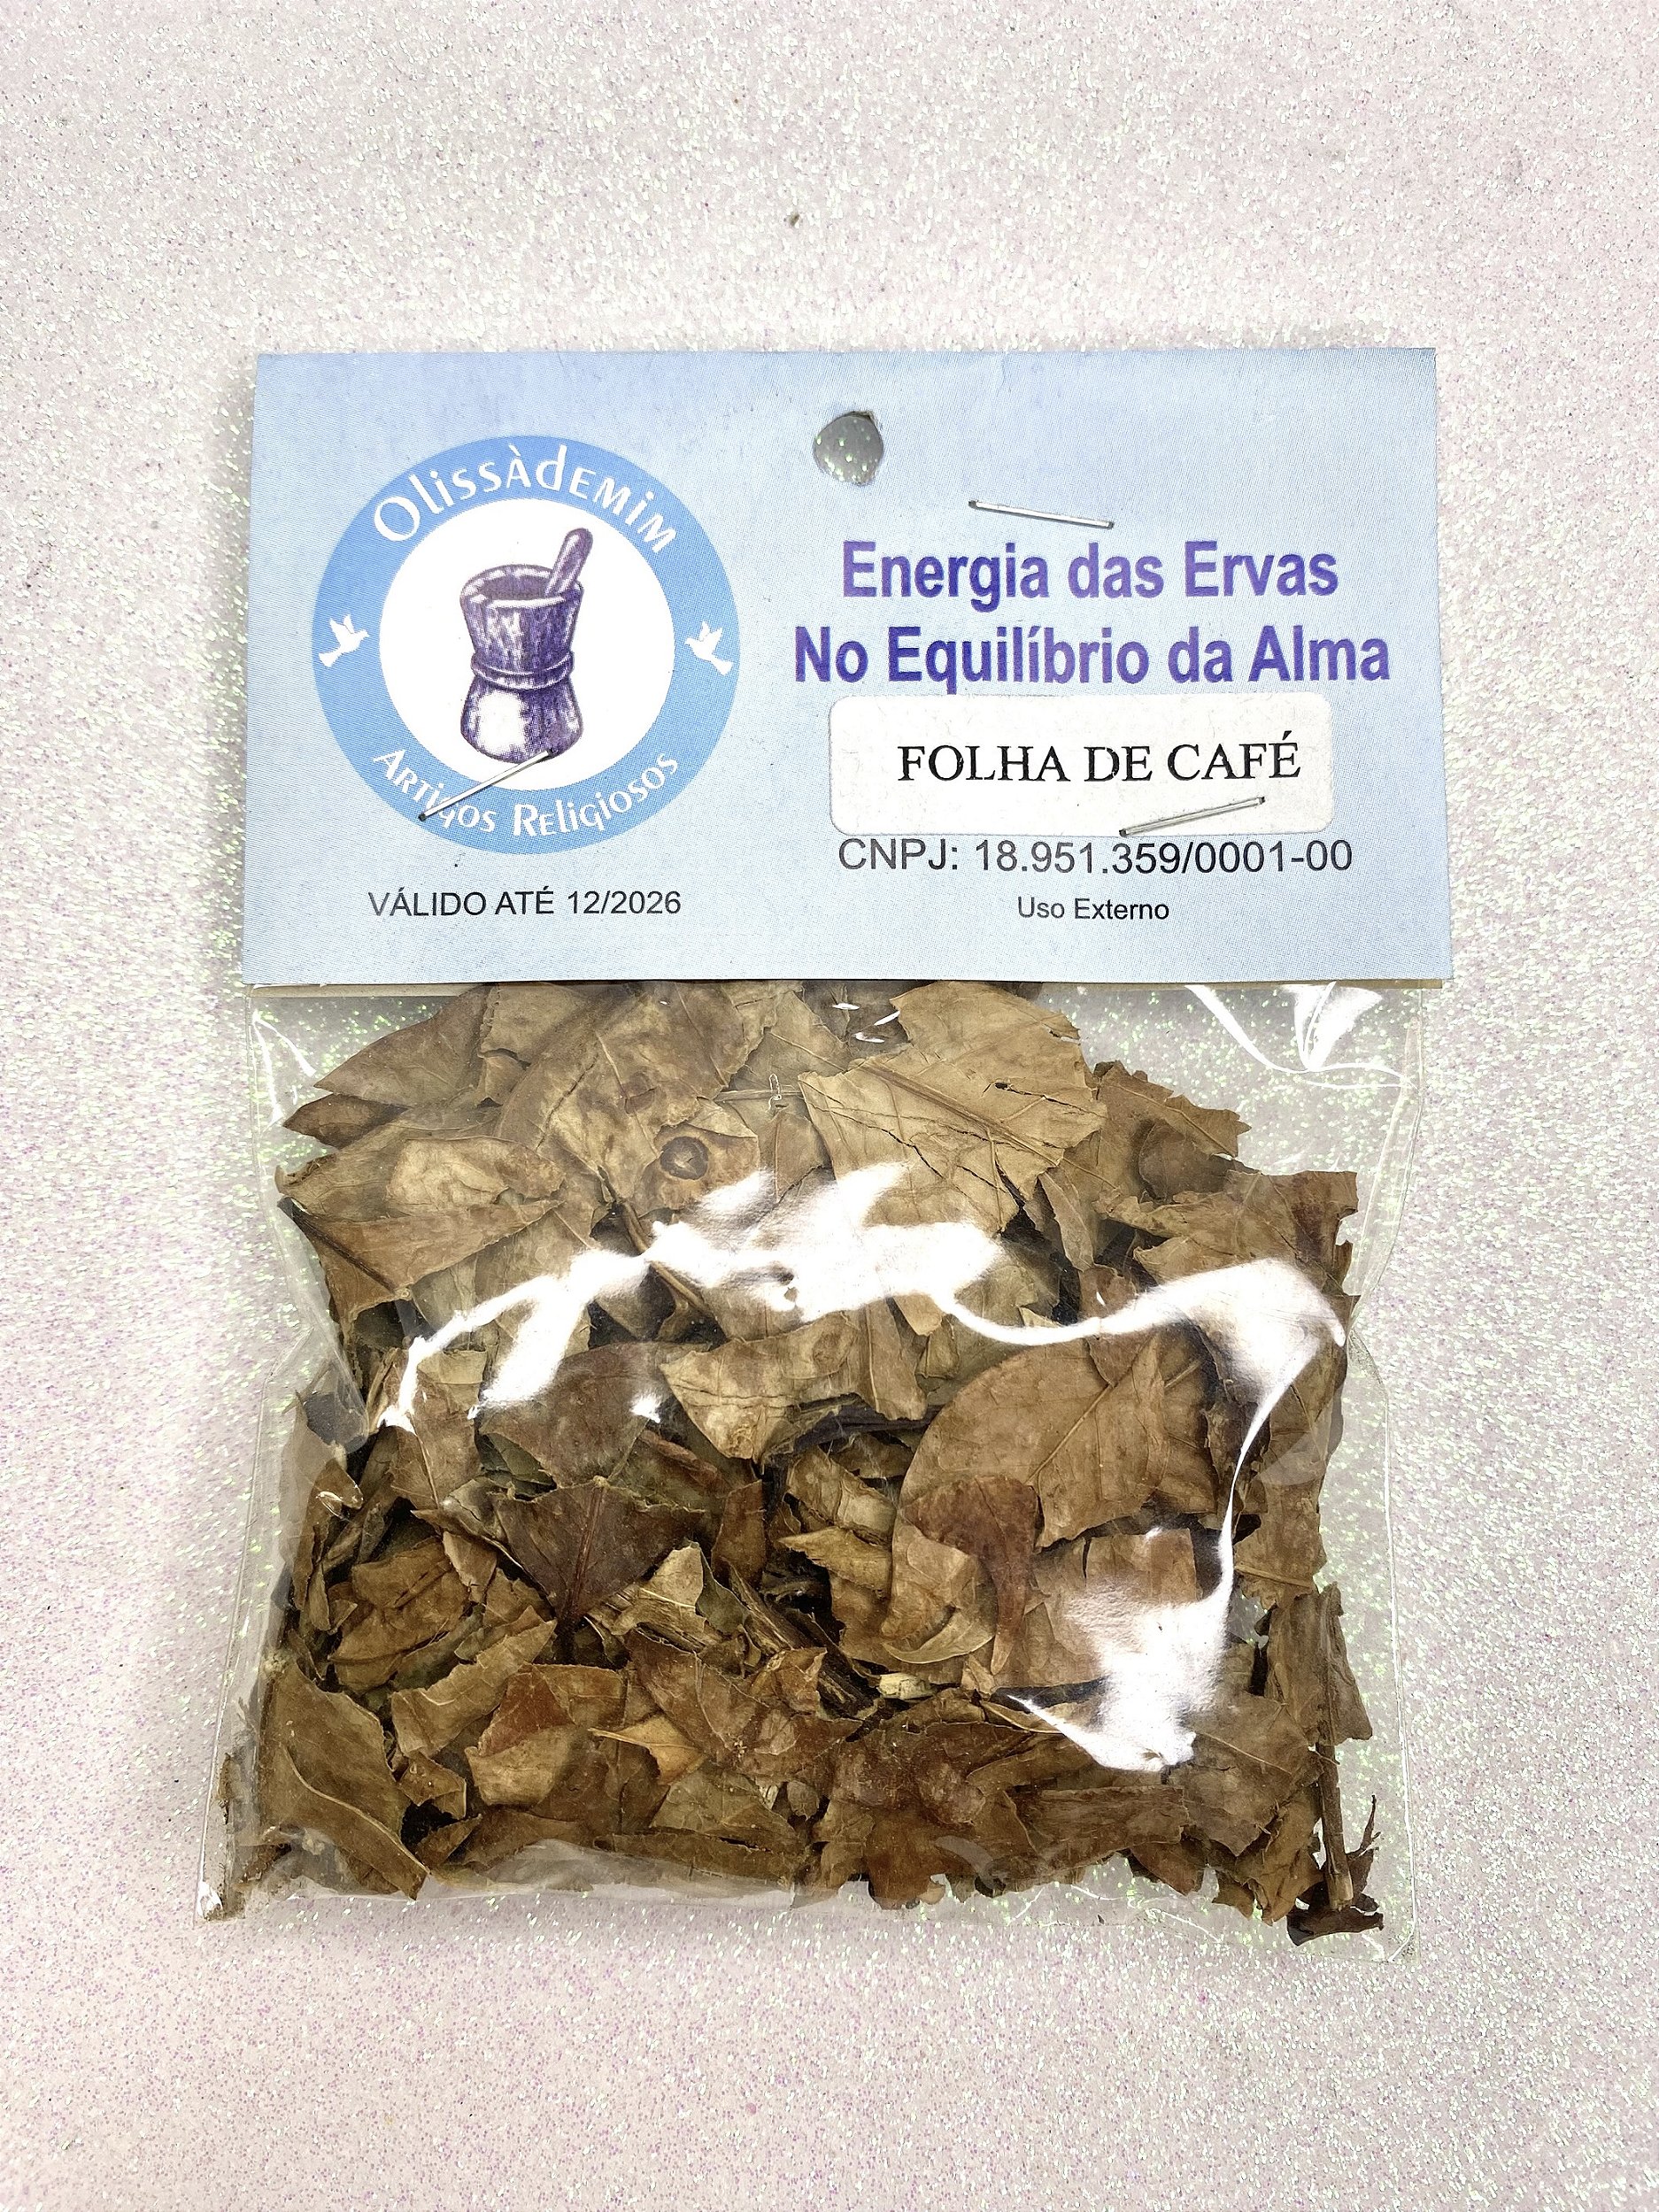 OlissÀdEMiM
ARTiGOS RELiGiOSOS
VÁLIDO ATÉ 12/2026
Energia das Ervas
No Equilíbrio da Alma
FOLHA DE CAFÉ
CNPJ: 18.951.359/0001-00
Uso Externo